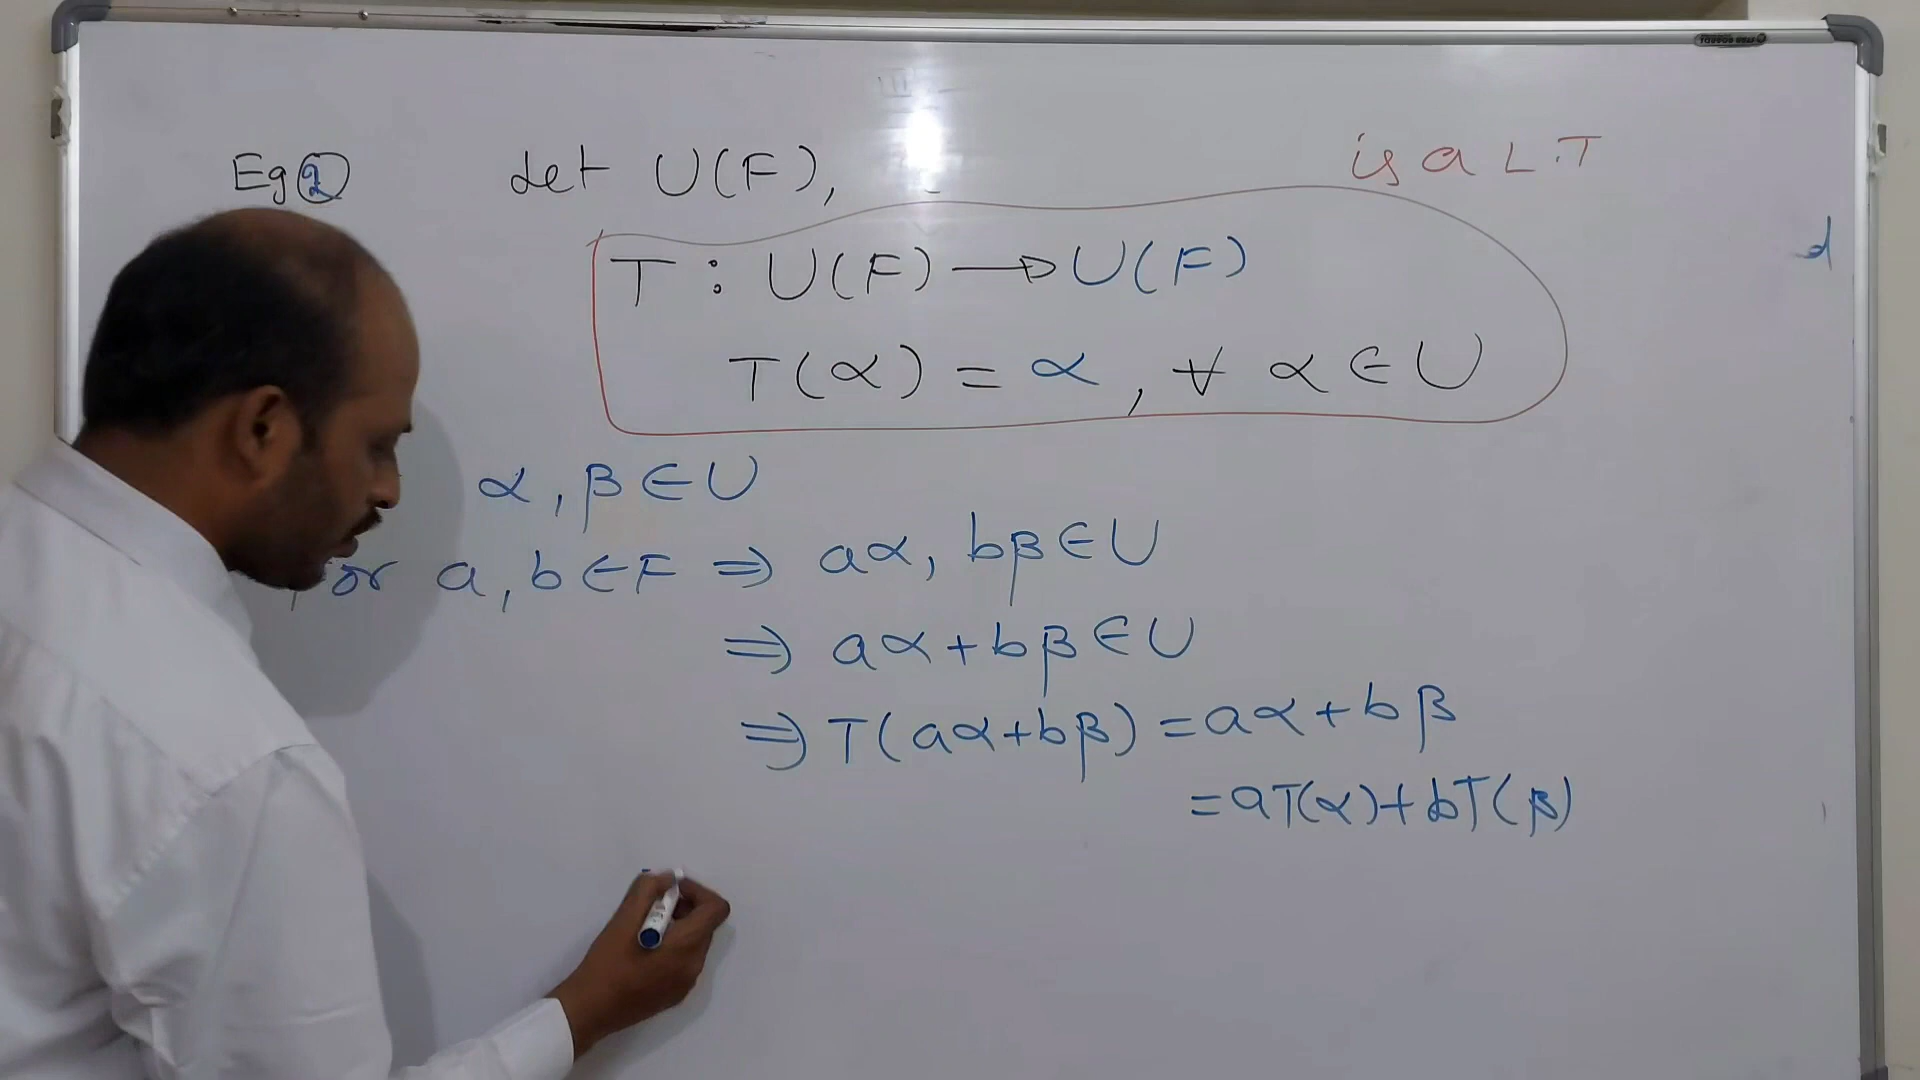 Eg ② Let U(F), is a L.T
T : U(F) → U(F)
T(α) = α, ∀ α ∈ U
α, β ∈ U
or a, b ∈ F ⇒ aα, bβ ∈ U
⇒ aα + bβ ∈ U
⇒ T(aα + bβ) = aα + bβ
= aT(α) + bT(β)